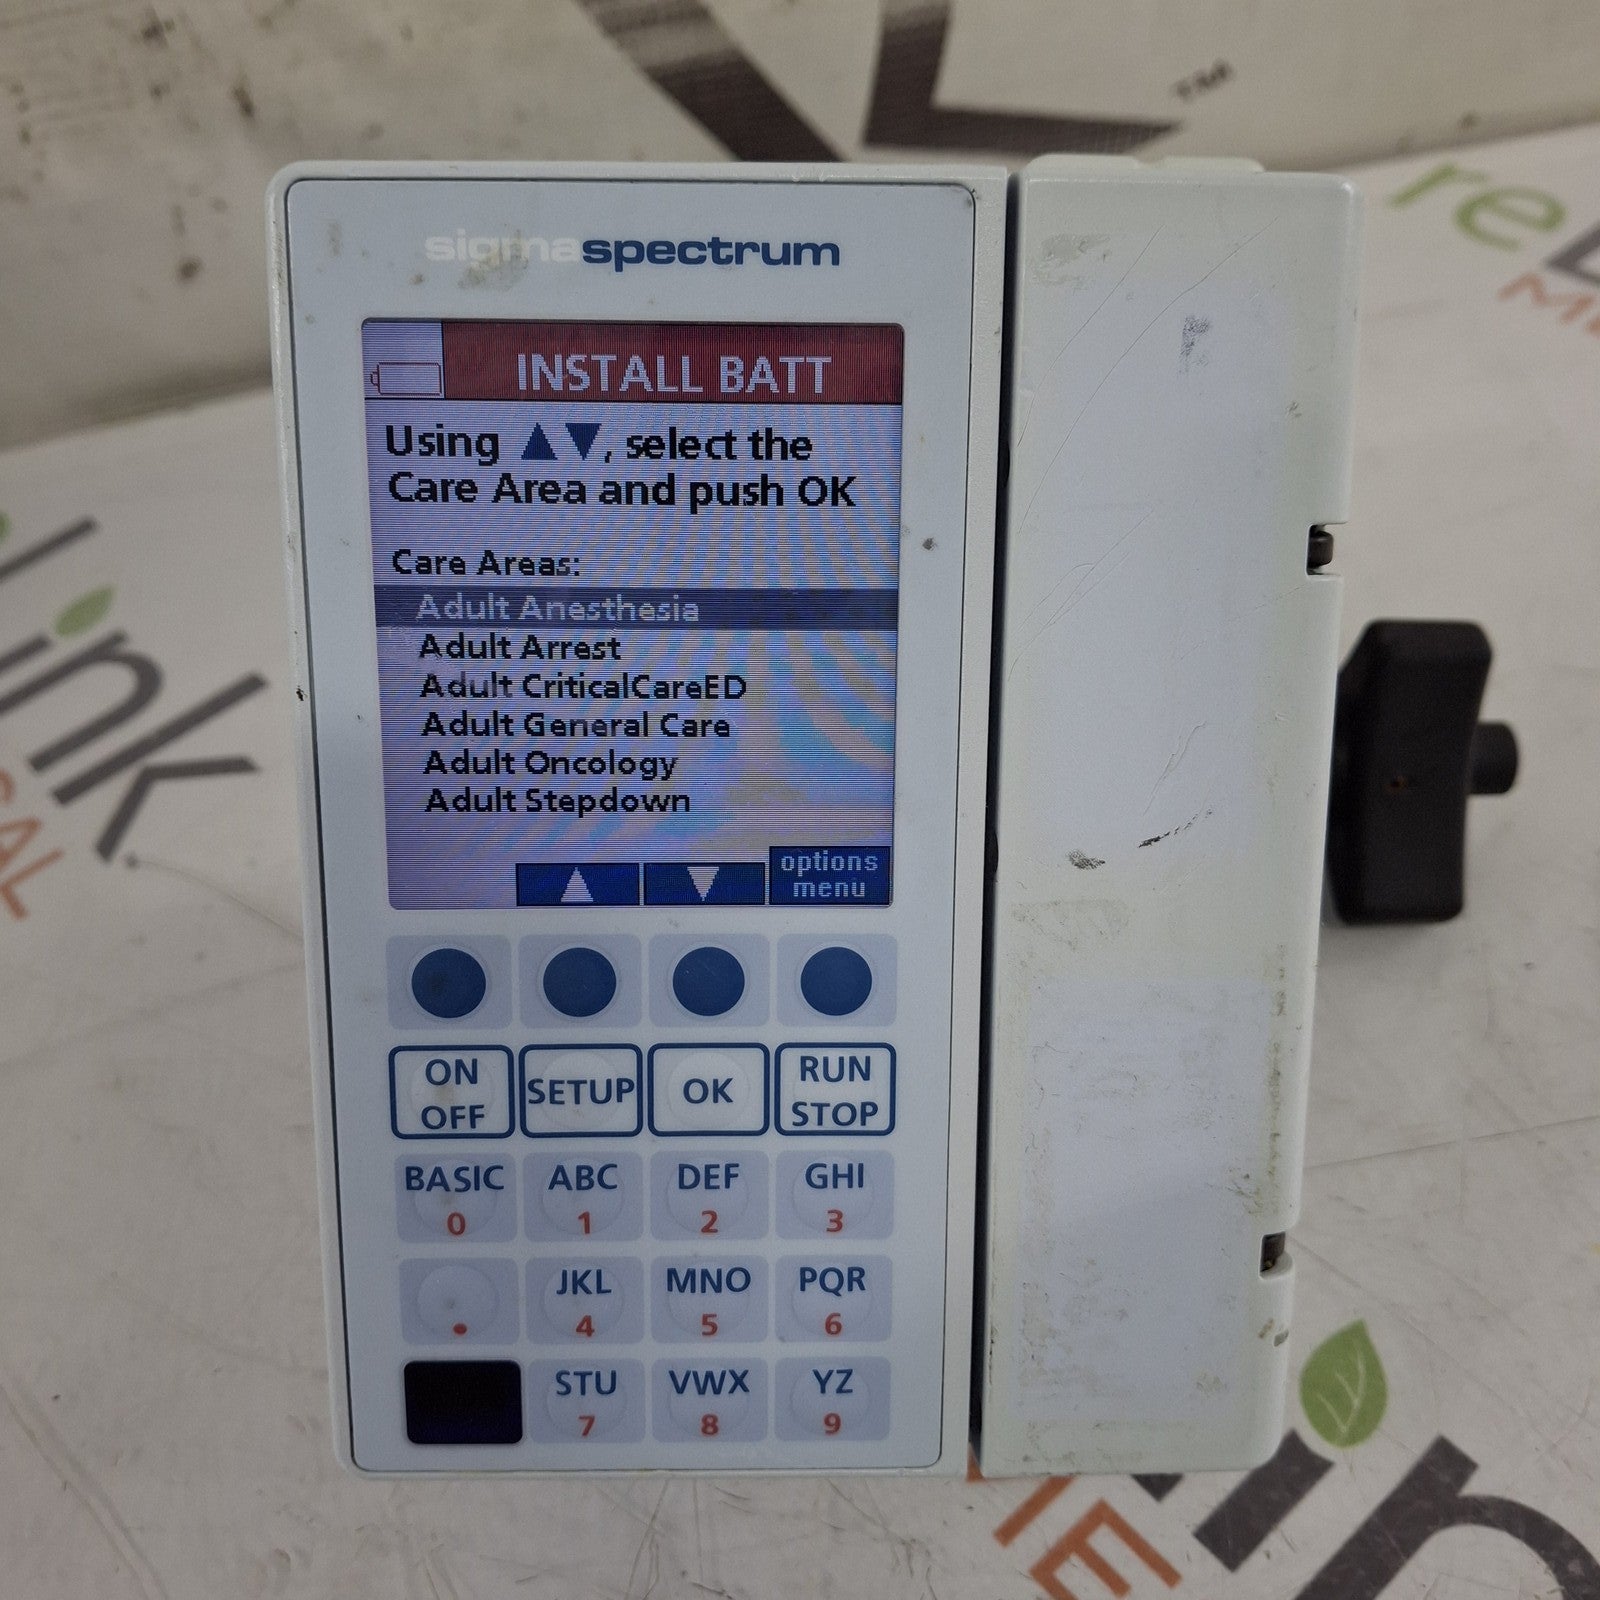 TM
sigmaspectrum
INSTALL BATT
Using ▲▼, select the
Care Area and push OK
Care Areas:
Adult Anesthesia
Adult Arrest
Adult CriticalCareED
Adult General Care
Adult Oncology
Adult Stepdown
options
menu
ON
OFF
SETUP
OK
RUN
STOP
BASIC
0
ABC
1
DEF
2
GHI
3
.
JKL
4
MNO
5
PQR
6
STU
7
VWX
8
YZ
9